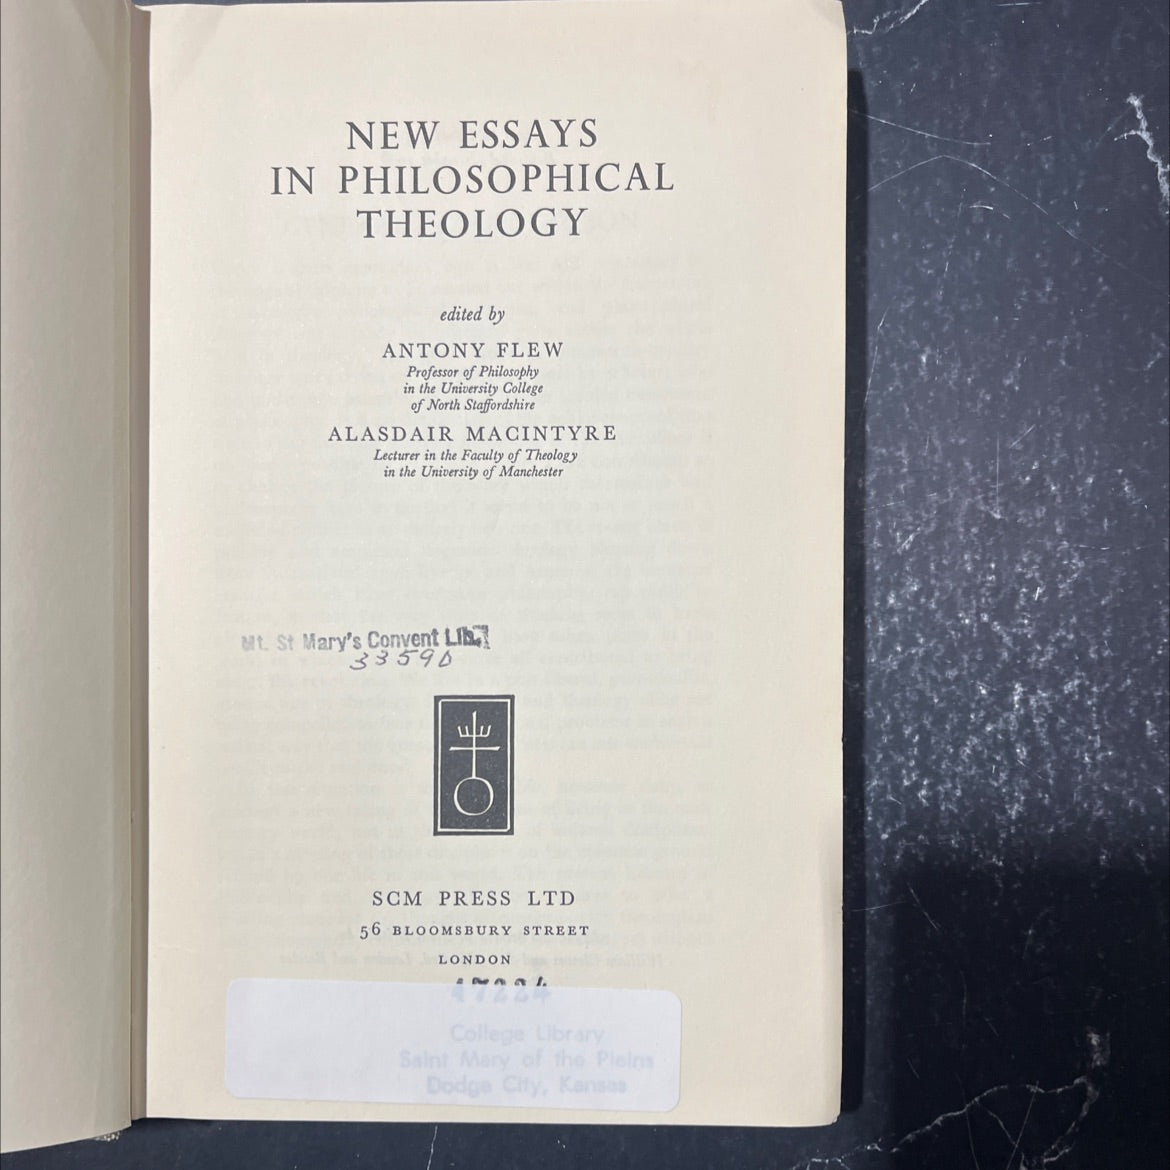 NEW ESSAYS
IN PHILOSOPHICAL
THEOLOGY
edited by
ANTONY FLEW
Professor of Philosophy
in the University College
of North Staffordshire
ALASDAIR MACINTYRE
Lecturer in the Faculty of Theology
in the University of Manchester
Mt. St Mary's Convent Lib.
33590
SCM PRESS LTD
56 BLOOMSBURY STREET
LONDON
17224
College Library
Saint Mary of the Plains
Dodge City, Kansas